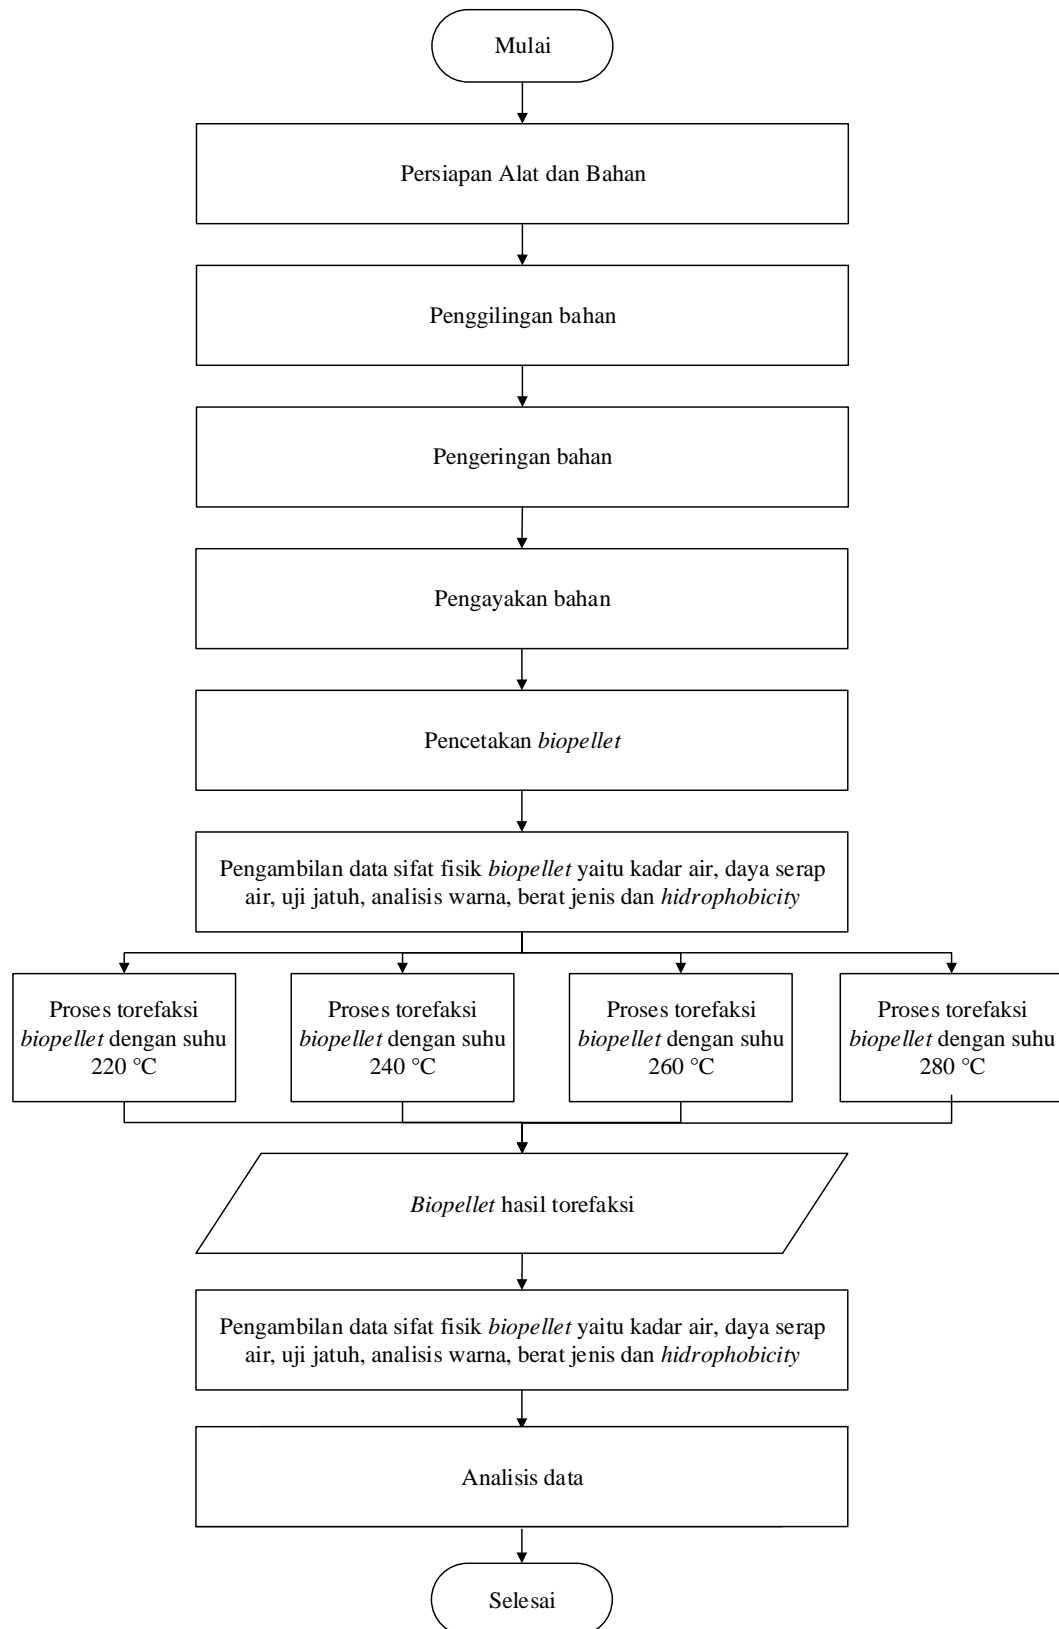 Mulai
Persiapan Alat dan Bahan
Penggilingan bahan
Pengeringan bahan
Pengayakan bahan
Pencetakan biopellet
Pengambilan data sifat fisik biopellet yaitu kadar air, daya serap
air, uji jatuh, analisis warna, berat jenis dan hidrophobicity
Proses torefaksi
biopellet dengan suhu
220 °C
Proses torefaksi
biopellet dengan suhu
240 °C
Proses torefaksi
biopellet dengan suhu
260 °C
Proses torefaksi
biopellet dengan suhu
280 °C
Biopellet hasil torefaksi
Pengambilan data sifat fisik biopellet yaitu kadar air, daya serap
air, uji jatuh, analisis warna, berat jenis dan hidrophobicity
Analisis data
Selesai